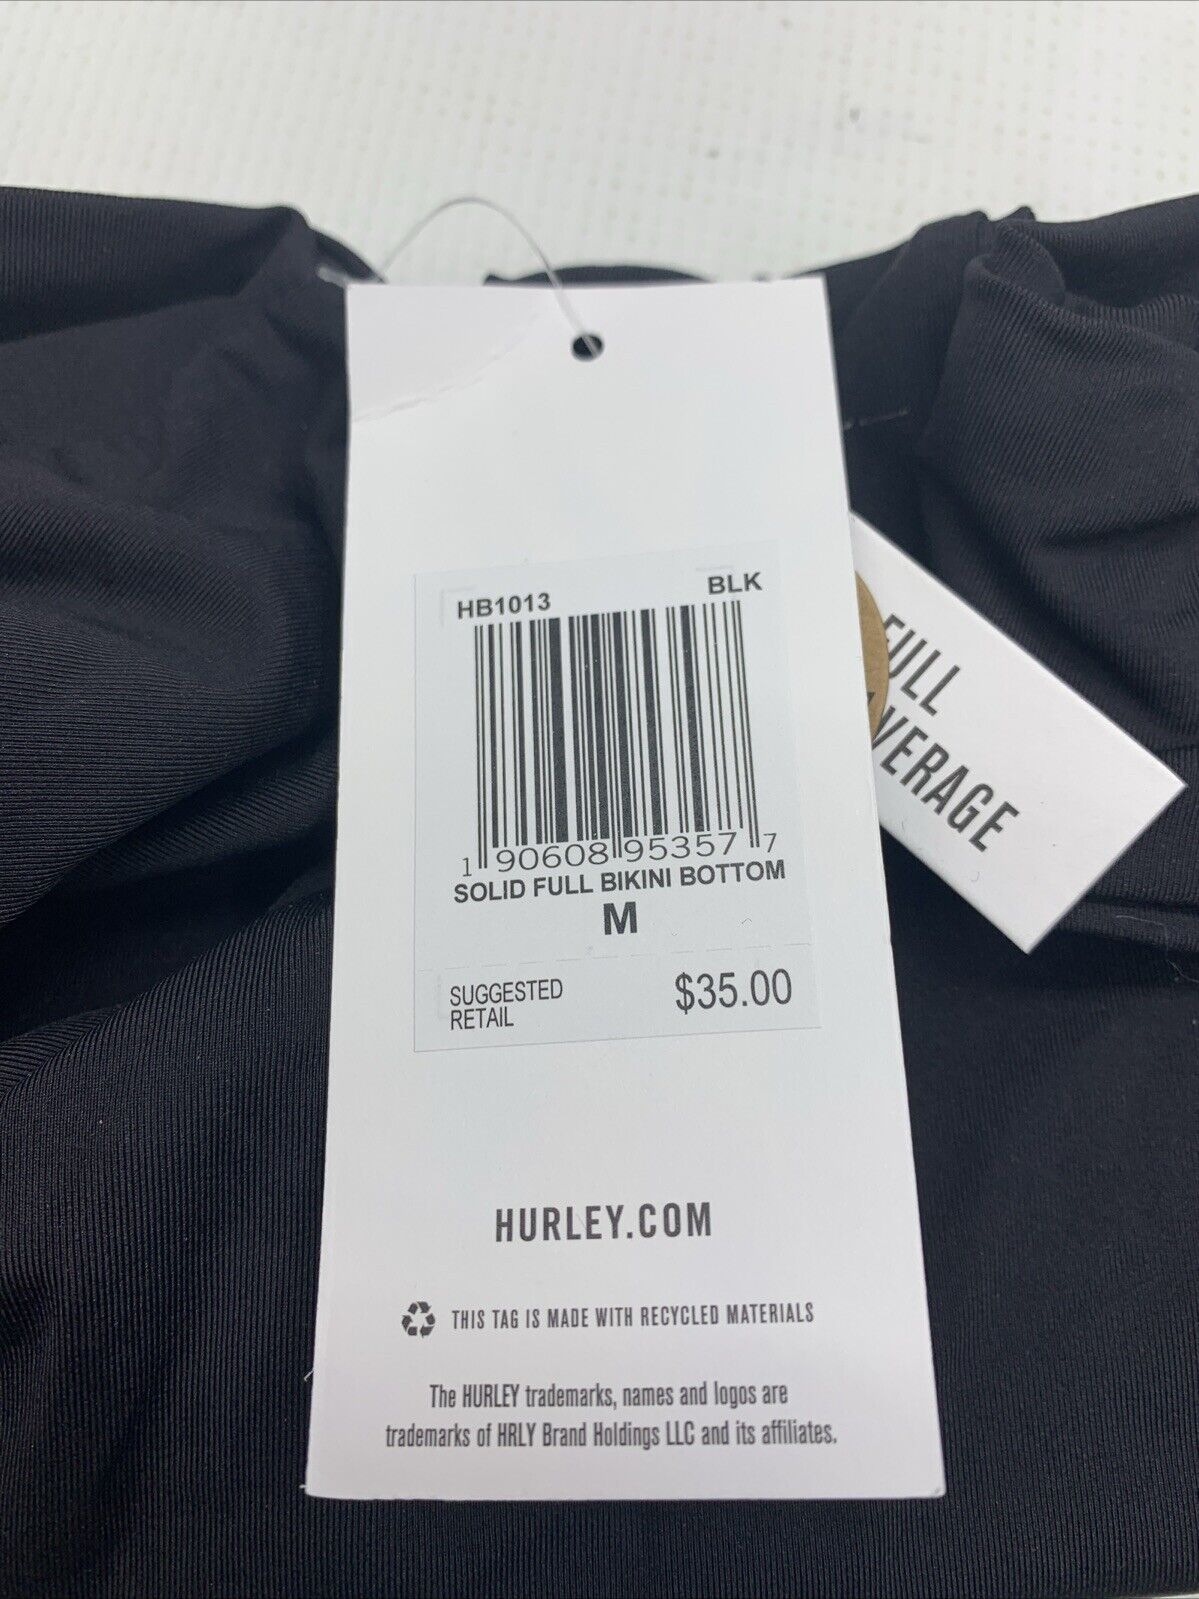 HB1013 BLK
1 90608 95357 7
SOLID FULL BIKINI BOTTOM
M
SUGGESTED
RETAIL $35.00
HURLEY.COM
THIS TAG IS MADE WITH RECYCLED MATERIALS
The HURLEY trademarks, names and logos are
trademarks of HRLY Brand Holdings LLC and its affiliates.
FULL
VERAGE